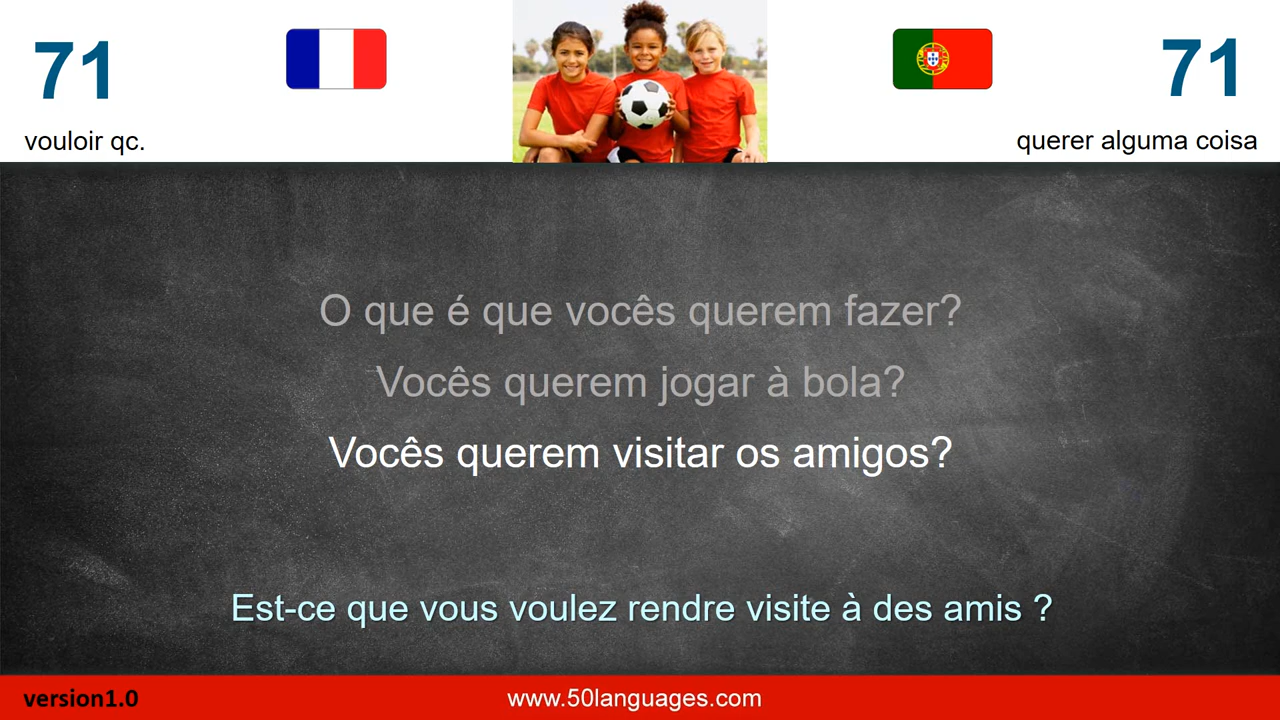 71
71
vouloir qc.
querer alguma coisa
O que é que vocês querem fazer?
Vocês querem jogar à bola?
Vocês querem visitar os amigos?
Est-ce que vous voulez rendre visite à des amis ?
version1.0
www.50languages.com